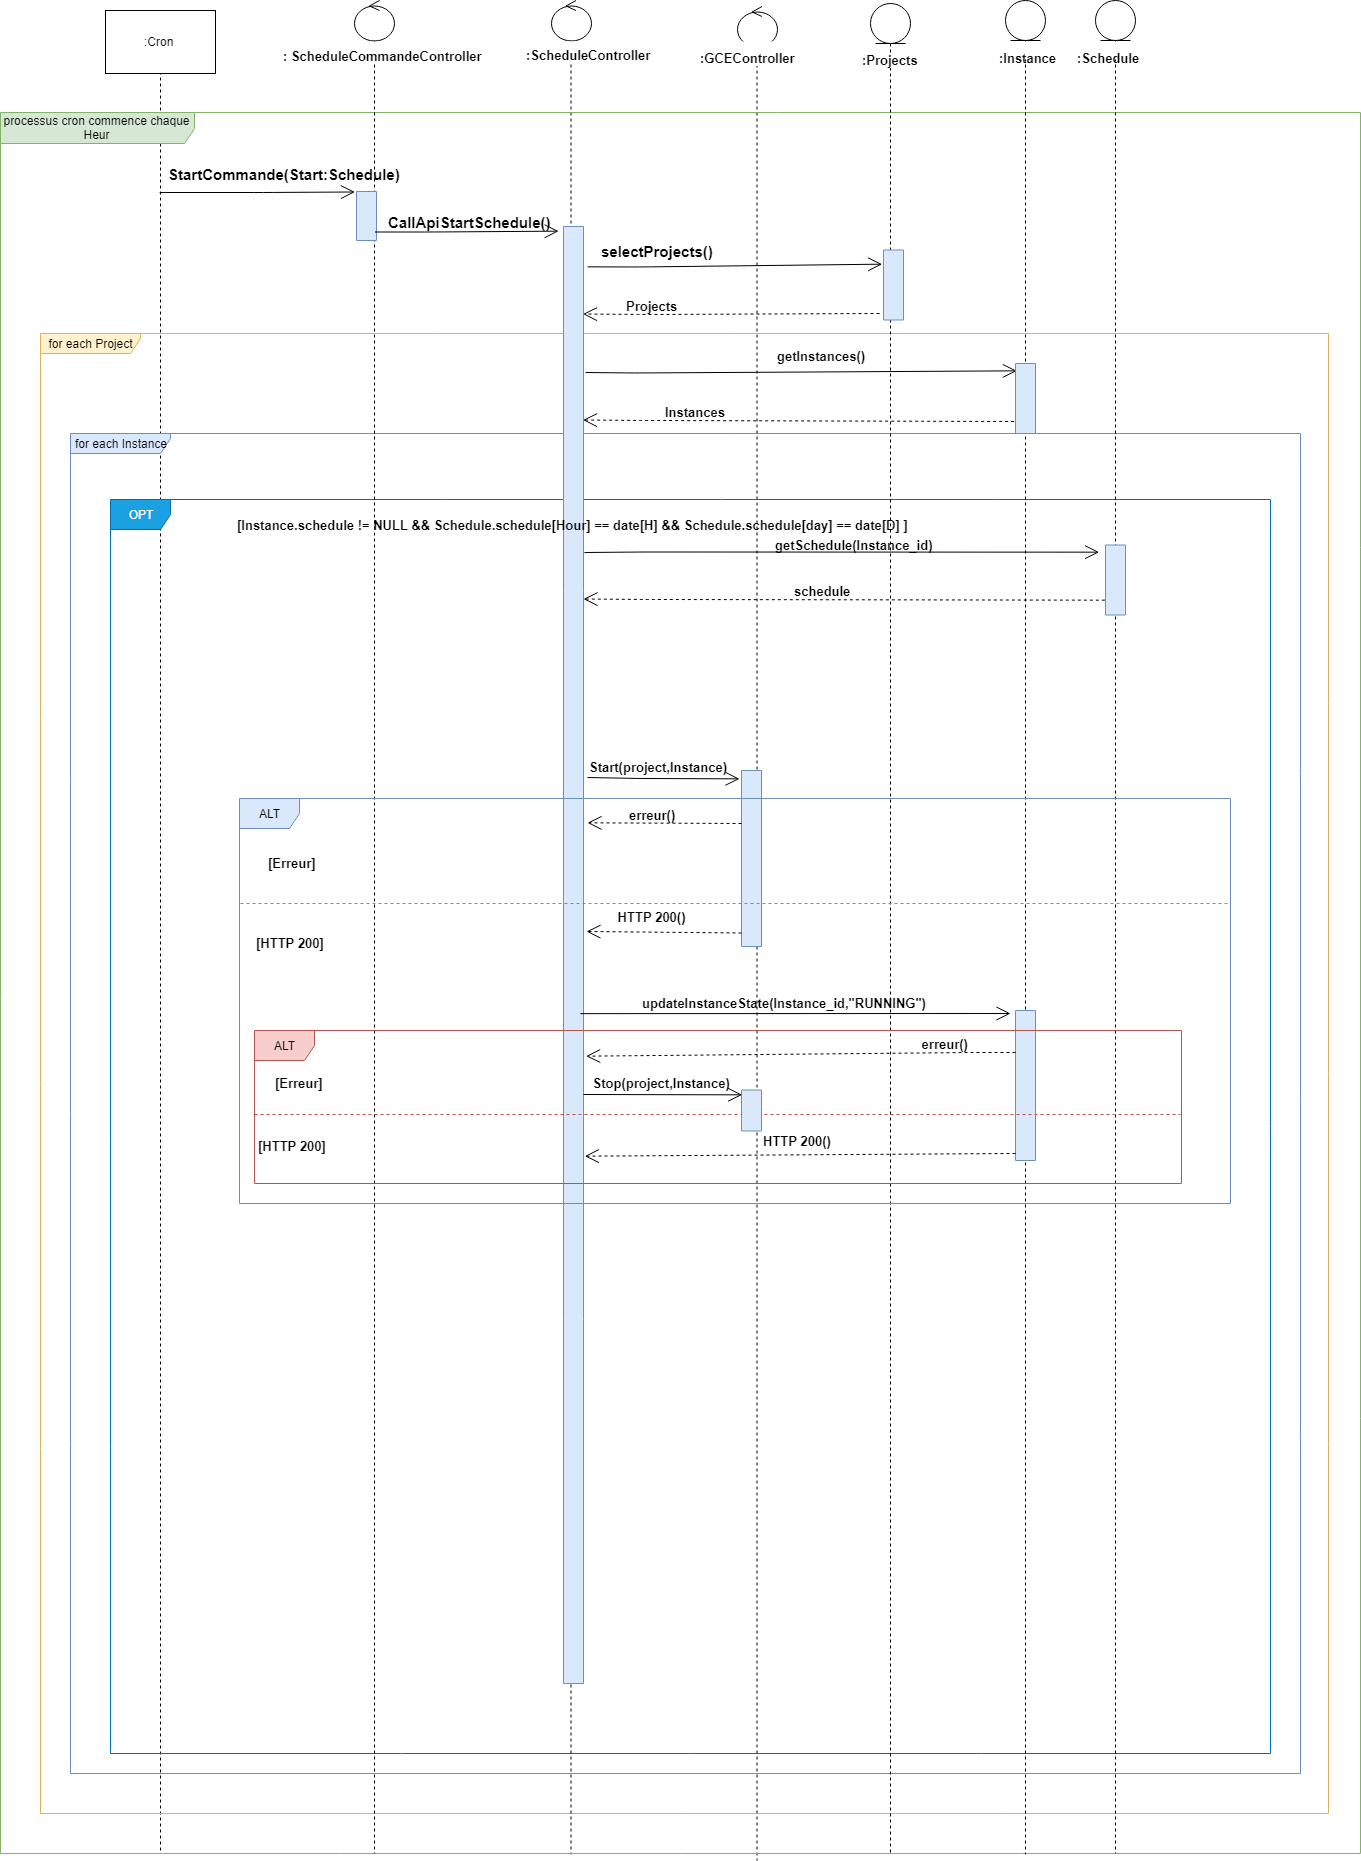 :Cron
: ScheduleCommandeController
:ScheduleController
:GCEController
:Projects
:Instance
:Schedule
processus cron commence chaque
Heur
StartCommande(Start:Schedule)
CallApiStartSchedule()
selectProjects()
Projects
for each Project
getInstances()
Instances
for each Instance
OPT
[Instance.schedule != NULL && Schedule.schedule[Hour] == date[H] && Schedule.schedule[day] == date[D] ]
getSchedule(Instance_id)
schedule
Start(project,Instance)
ALT
erreur()
[Erreur]
HTTP 200()
[HTTP 200]
updateInstanceState(Instance_id,"RUNNING")
ALT
erreur()
[Erreur]
Stop(project,Instance)
HTTP 200()
[HTTP 200]